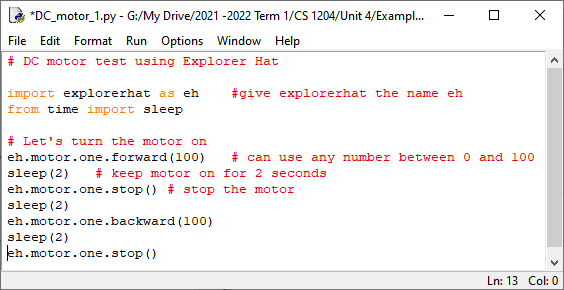 *DC_motor_1.py - G:/My Drive/2021 -2022 Term 1/CS 1204/Unit 4/Exampl...
File Edit Format Run Options Window Help
# DC motor test using Explorer Hat
import explorerhat as eh    #give explorerhat the name eh
from time import sleep
# Let's turn the motor on
eh.motor.one.forward(100)   # can use any number between 0 and 100
sleep(2)   # keep motor on for 2 seconds
eh.motor.one.stop() # stop the motor
sleep(2)
eh.motor.one.backward(100)
sleep(2)
eh.motor.one.stop()
Ln: 13 Col: 0